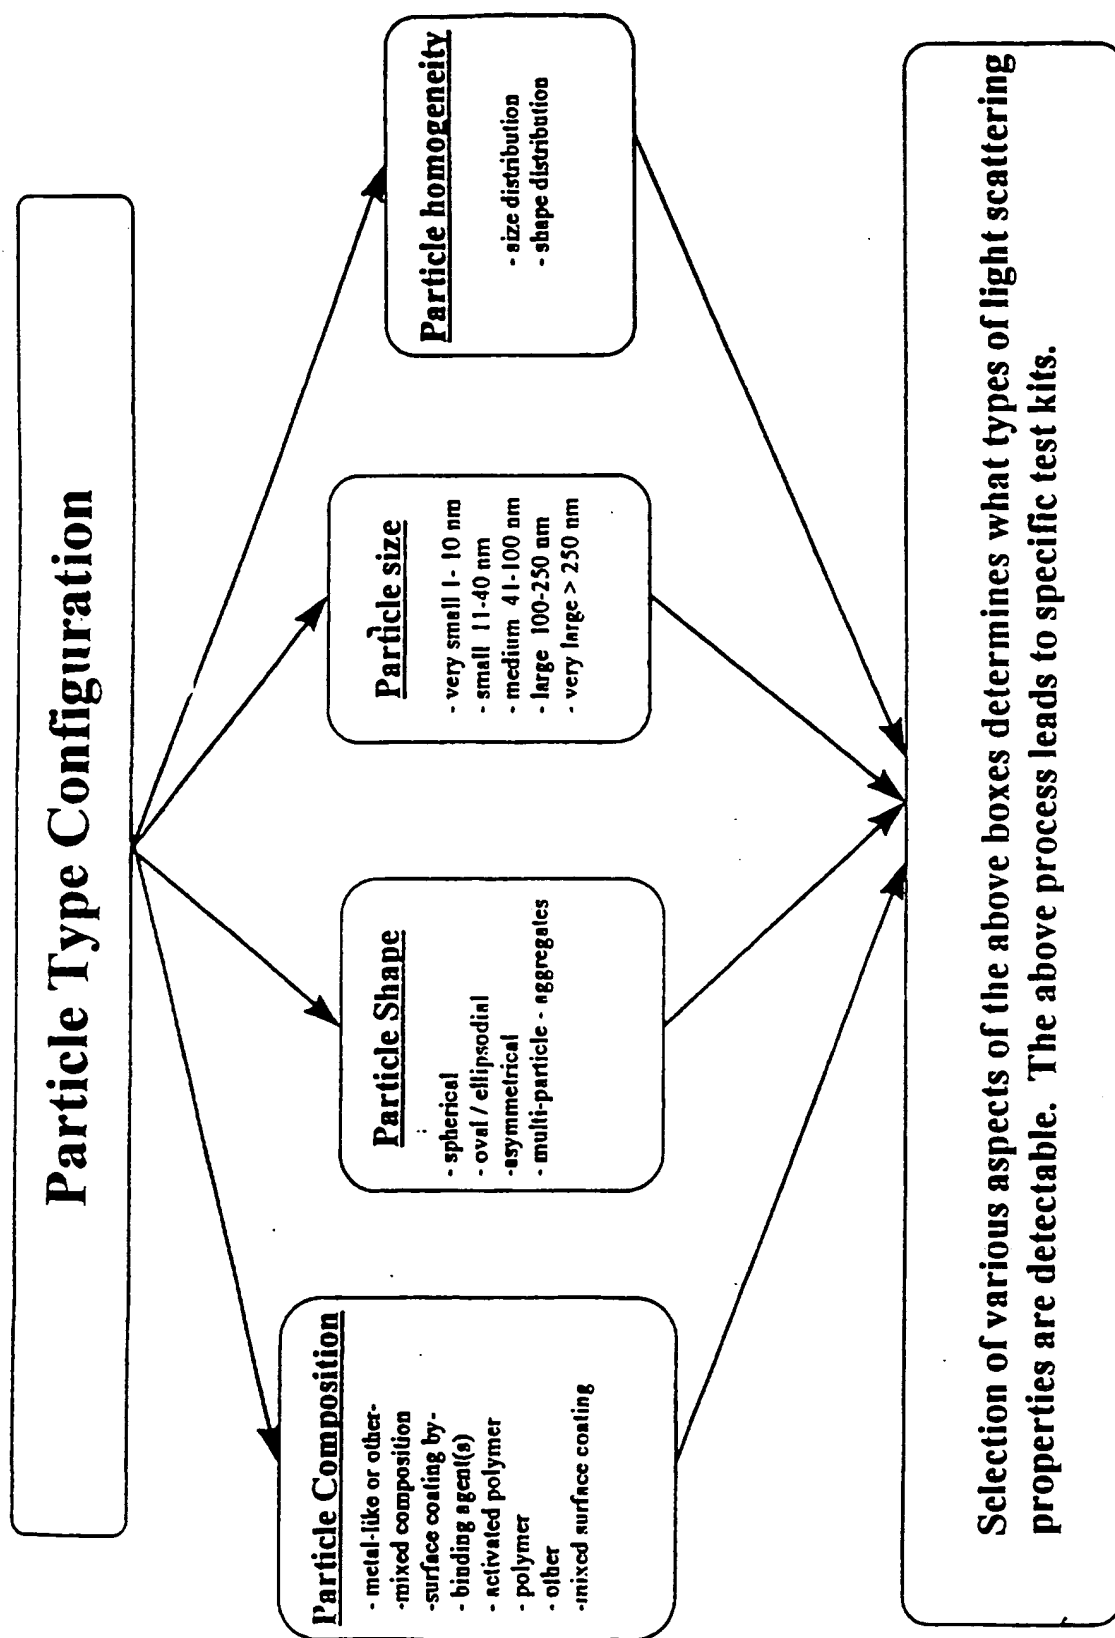 Particle Type Configuration
Particle Composition
- metal-like or other-
-mixed composition
-surface coating by-
- binding agent(s)
- activated polymer
- polymer
- other
-mixed surface coating
Particle Shape
- spherical
- oval / ellipsodial
-asymmetrical
- multi-particle - aggregates
Particle size
- very small 1- 10 nm
- small 11-40 nm
- medium 41-100 nm
- large 100-250 nm
- very large > 250 nm
Particle homogeneity
- size distribution
- shape distribution
Selection of various aspects of the above boxes determines what types of light scattering
properties are detectable. The above process leads to specific test kits.